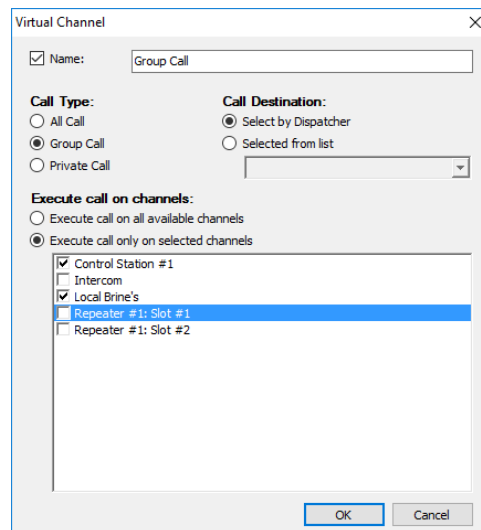 Virtual Channel
Name: Group Call
Call Type: Call Destination:
All Call Select by Dispatcher
Group Call Selected from list
Private Call
Execute call on channels:
Execute call on all available channels
Execute call only on selected channels
Control Station #1
Intercom
Local Brine's
Repeater #1: Slot #1
Repeater #1: Slot #2
OK Cancel